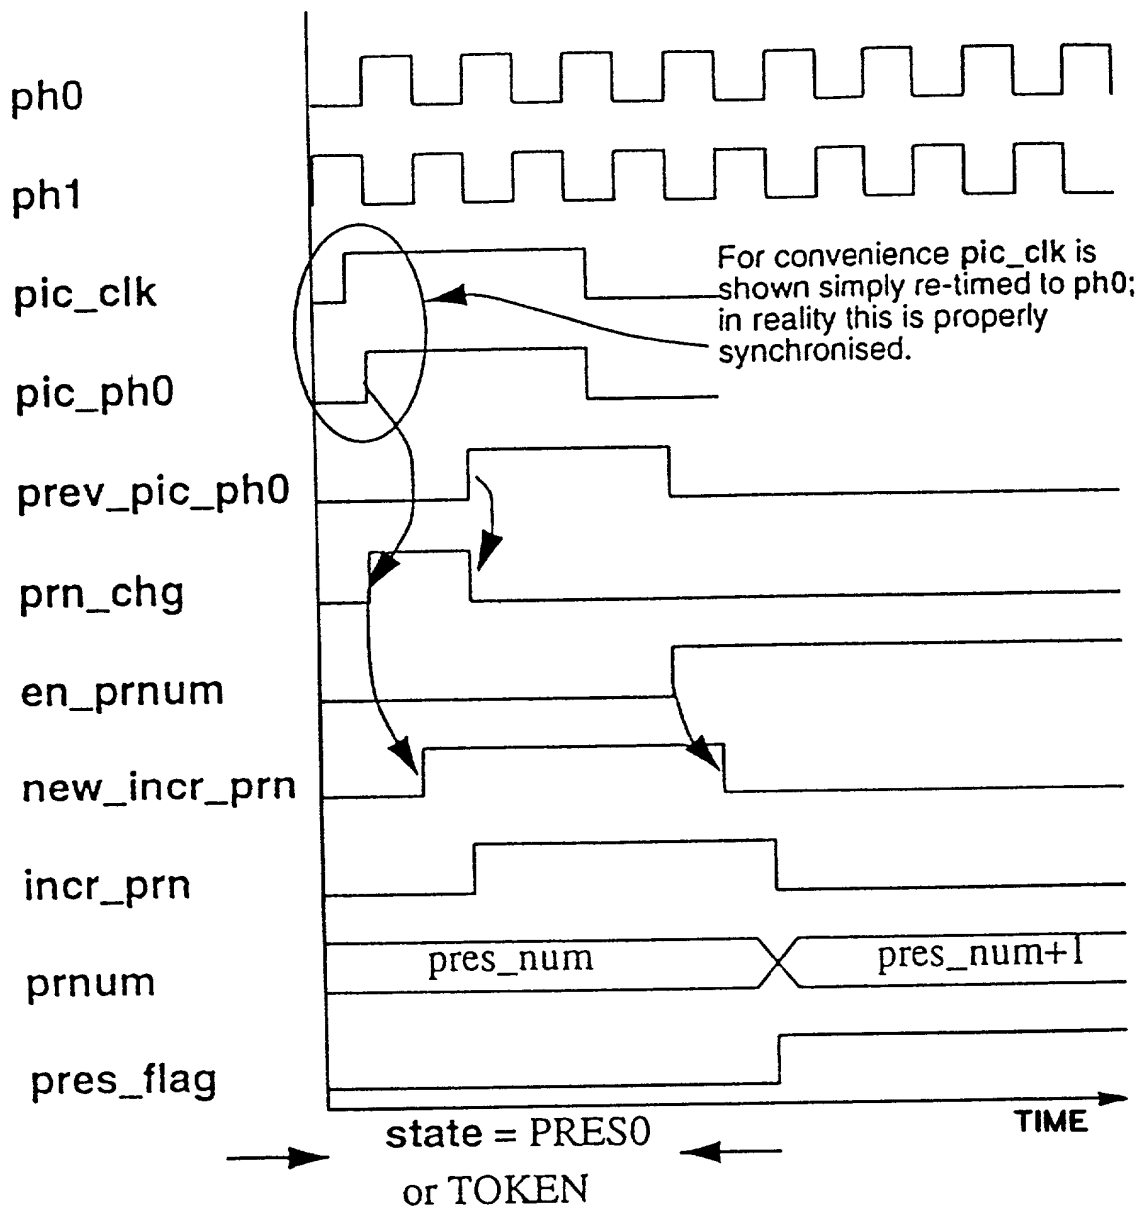 ph0
ph1
pic_clk
For convenience pic_clk is
shown simply re-timed to ph0;
in reality this is properly
synchronised.
pic_ph0
prev_pic_ph0
prn_chg
en_prnum
new_incr_prn
incr_prn
prnum
pres_num
pres_num+1
pres_flag
TIME
state = PRES0
or TOKEN